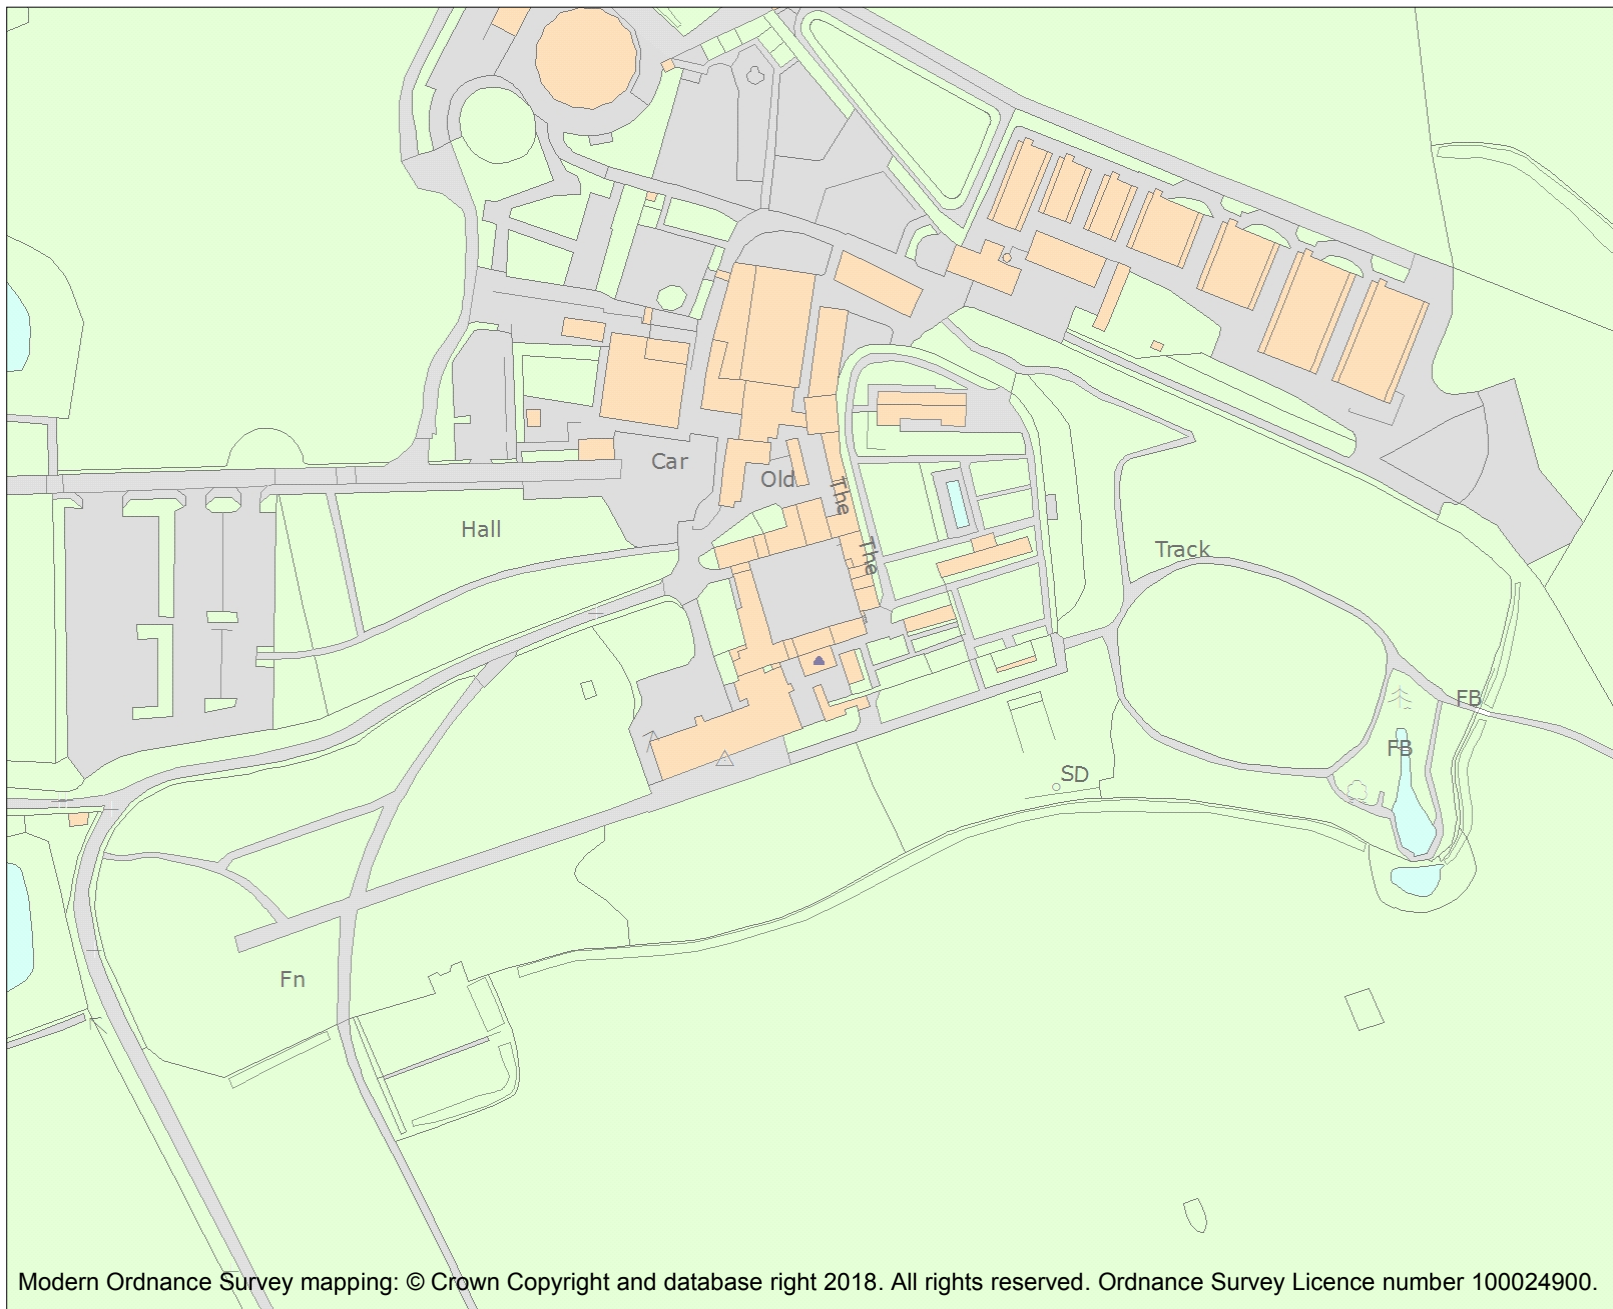 Car
Old
The
Hall
The
Track
FB
FB
SD
Fn
Modern Ordnance Survey mapping: © Crown Copyright and database right 2018. All rights reserved. Ordnance Survey Licence number 100024900.